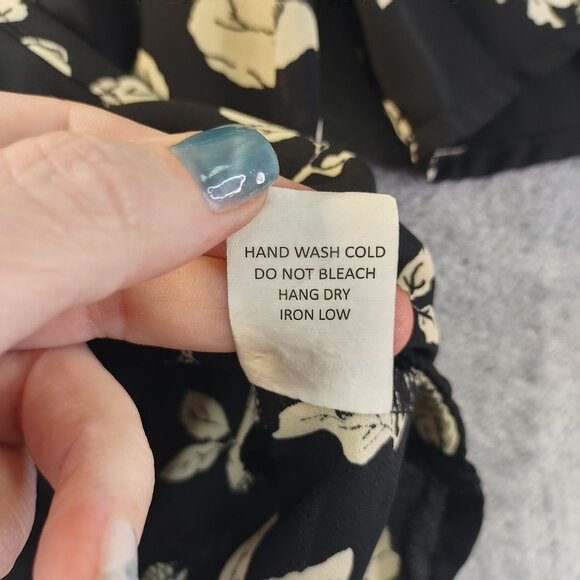 HAND WASH COLD
DO NOT BLEACH
HANG DRY
IRON LOW